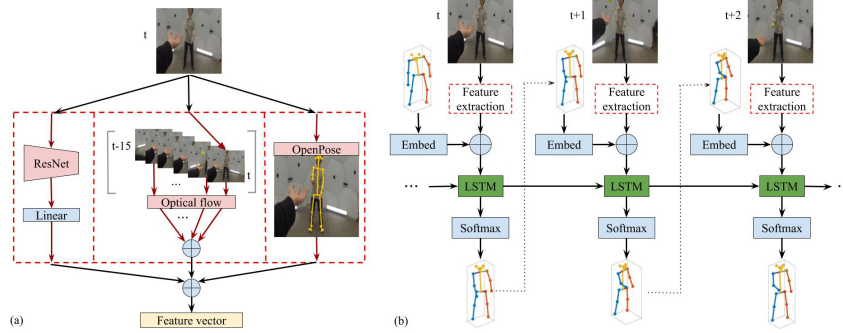 t
ResNet
Linear
t-15
...
t
Optical flow
...
OpenPose
Feature vector
(a)
t
t+1
t+2
Feature
extraction
Feature
extraction
Feature
extraction
Embed
Embed
Embed
...
LSTM
LSTM
LSTM
Softmax
Softmax
Softmax
(b)